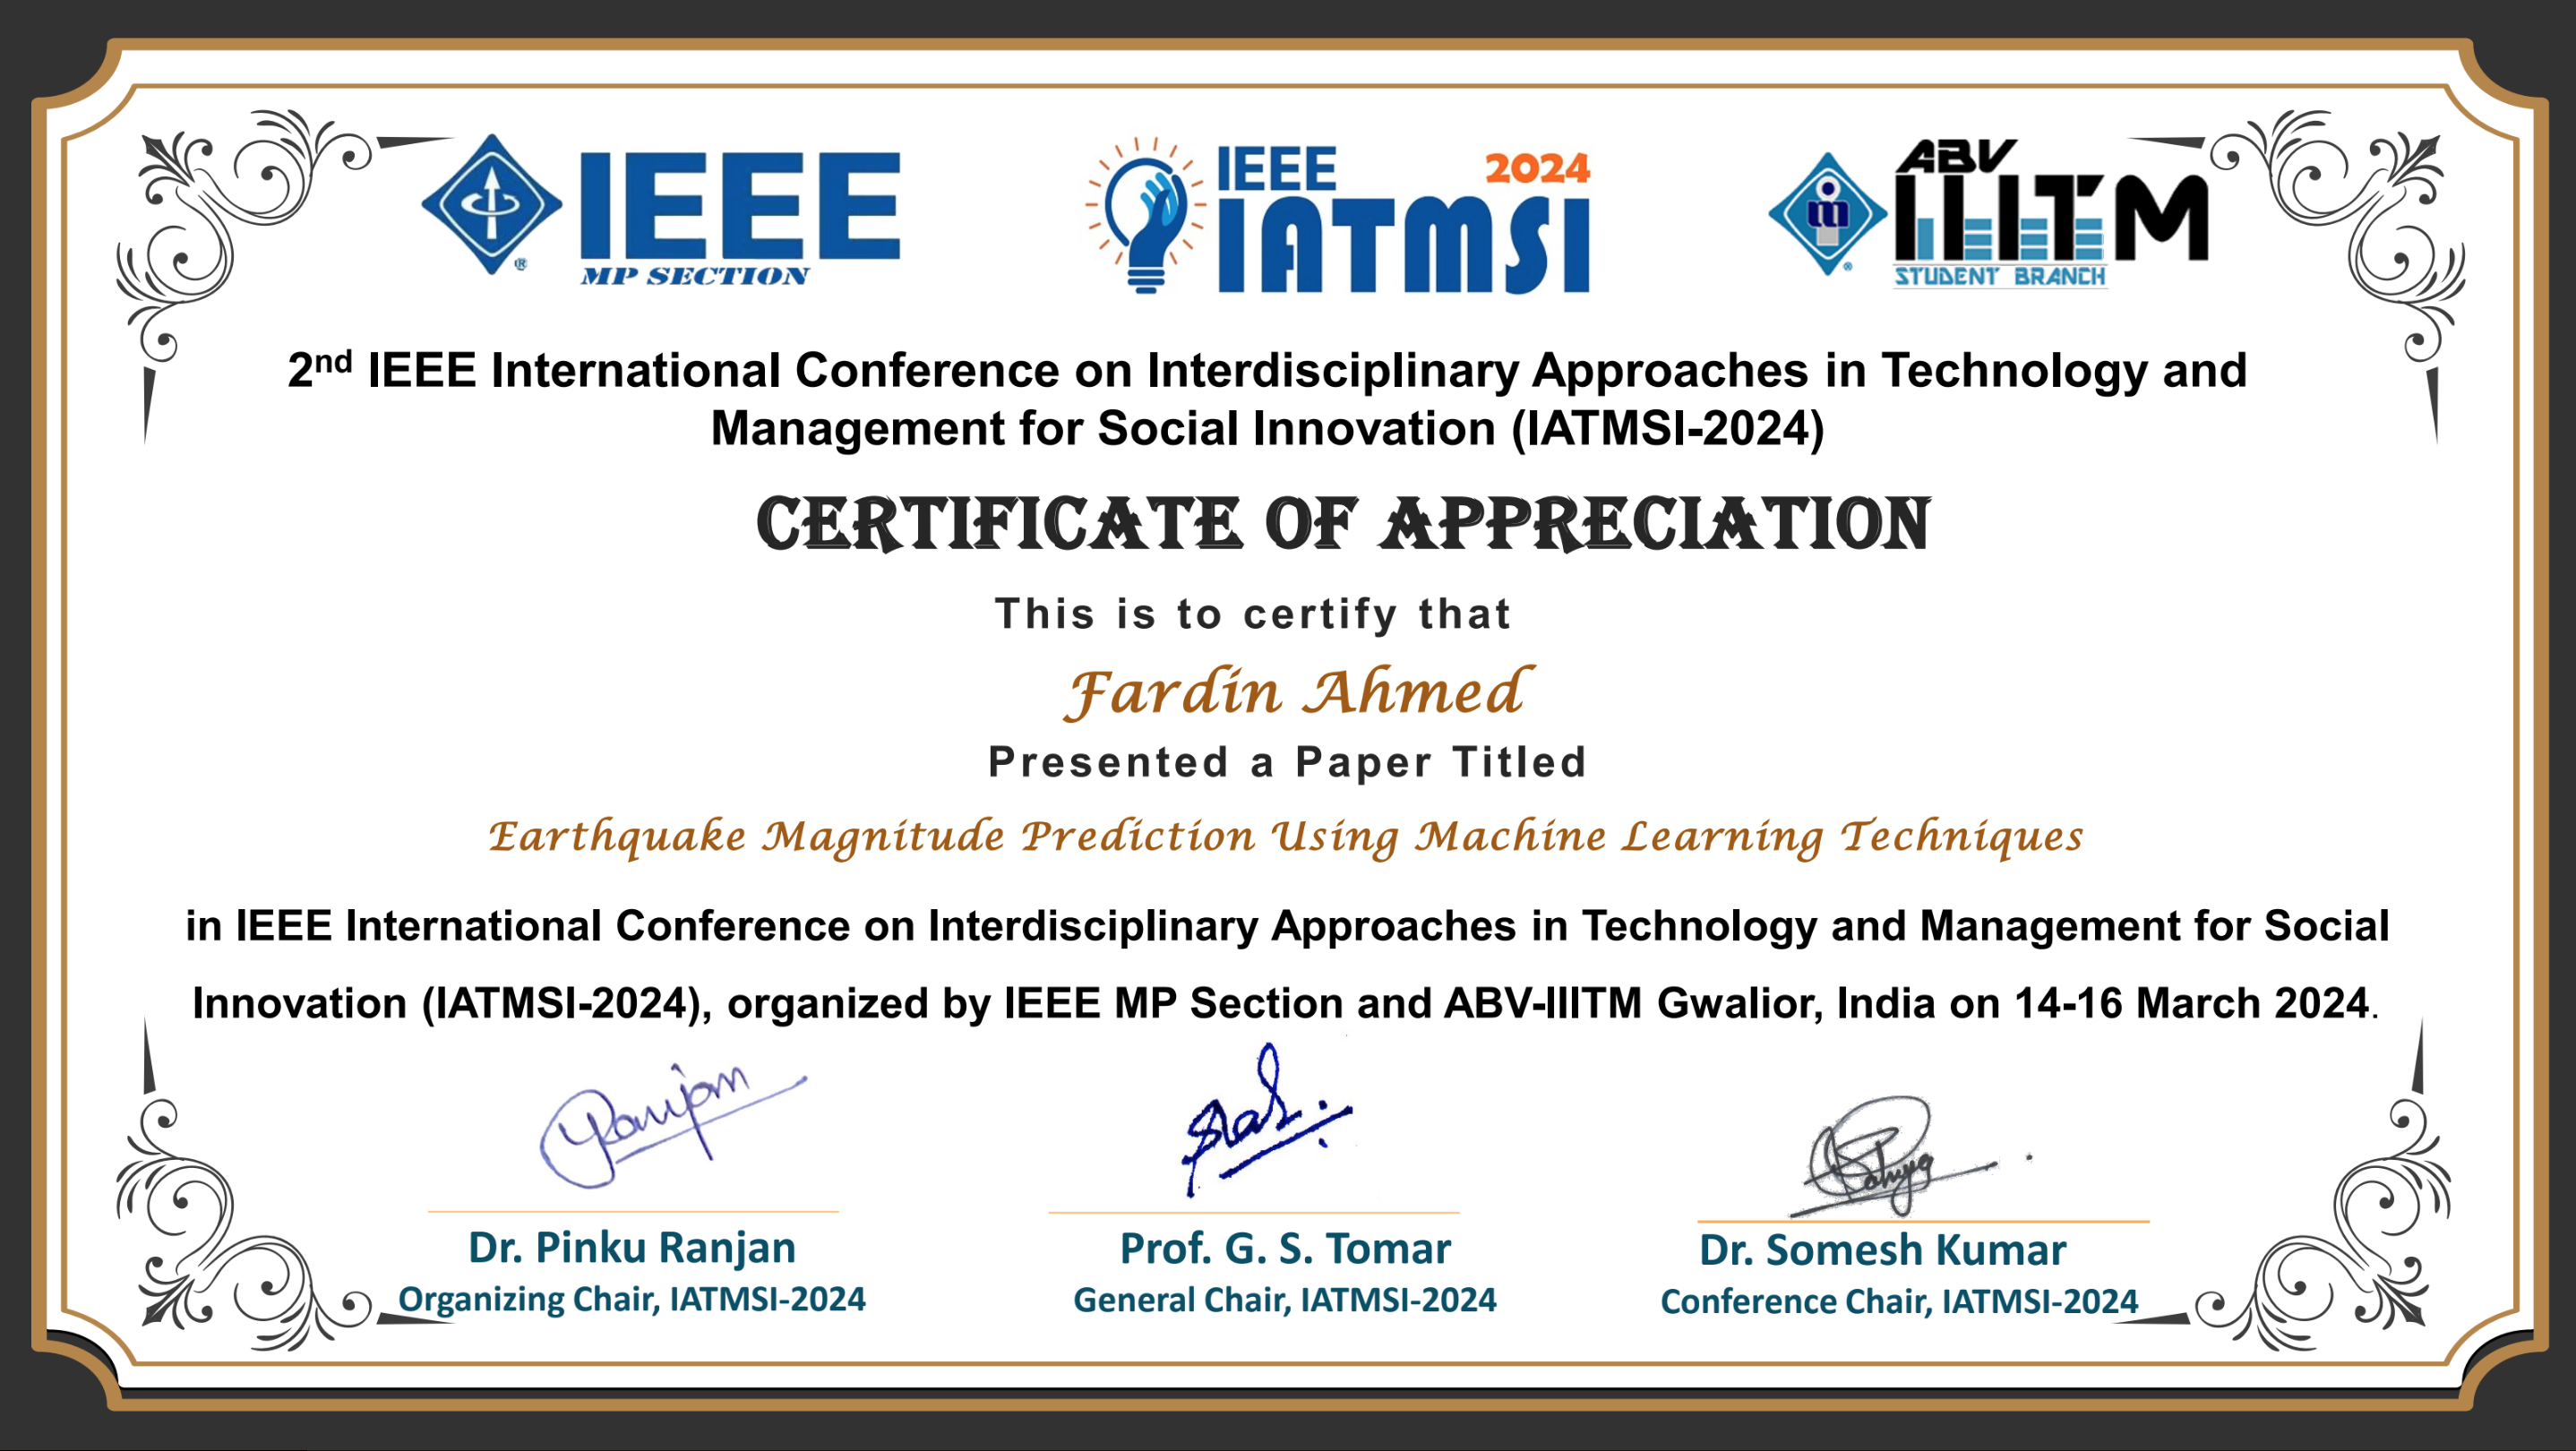 IEEE
MP SECTION
IEEE 2024
IATMSI
ABV
IIITM
STUDENT BRANCH
2nd IEEE International Conference on Interdisciplinary Approaches in Technology and
Management for Social Innovation (IATMSI-2024)
CERTIFICATE OF APPRECIATION
This is to certify that
Fardin Ahmed
Presented a Paper Titled
Earthquake Magnitude Prediction Using Machine Learning Techniques
in IEEE International Conference on Interdisciplinary Approaches in Technology and Management for Social
Innovation (IATMSI-2024), organized by IEEE MP Section and ABV-IIITM Gwalior, India on 14-16 March 2024.
Dr. Pinku Ranjan
Organizing Chair, IATMSI-2024
Prof. G. S. Tomar
General Chair, IATMSI-2024
Dr. Somesh Kumar
Conference Chair, IATMSI-2024